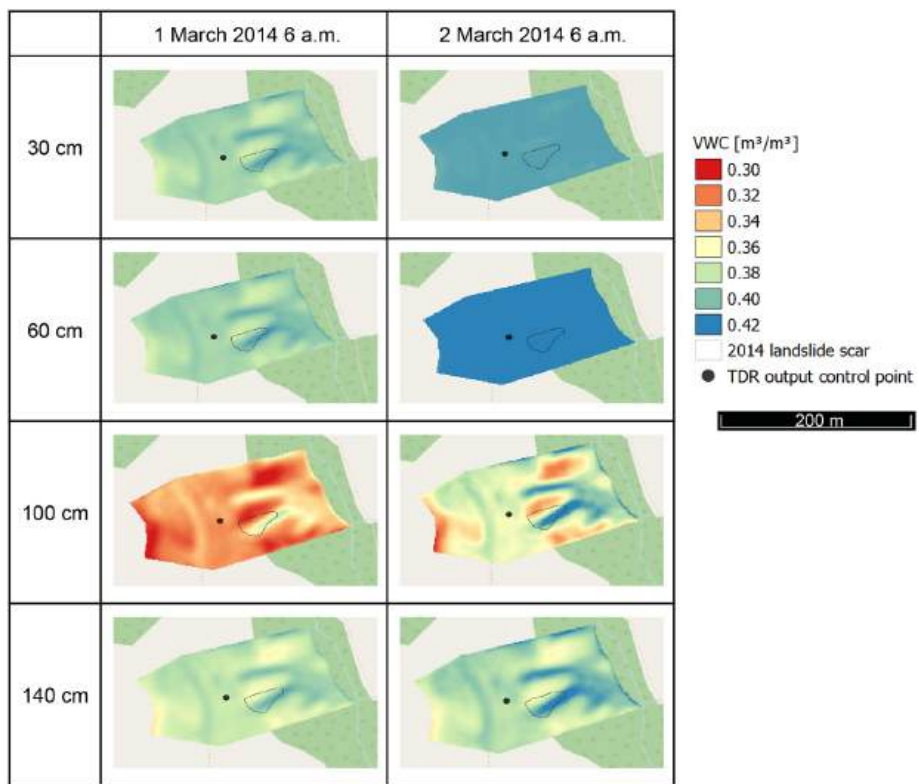 1 March 2014 6 a.m.
2 March 2014 6 a.m.
30 cm
60 cm
100 cm
140 cm
VWC [m³/m³]
0.30
0.32
0.34
0.36
0.38
0.40
0.42
2014 landslide scar
TDR output control point
200 m